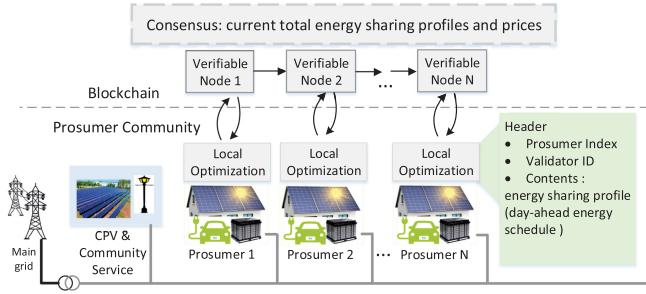 Consensus: current total energy sharing profiles and prices
Verifiable
Node 1
Verifiable
Node 2
...
Verifiable
Node N
Blockchain
Prosumer Community
Local
Optimization
Local
Optimization
Local
Optimization
Header
• Prosumer Index
• Validator ID
• Contents :
energy sharing profile
(day-ahead energy
schedule )
Main
grid
CPV &
Community
Service
Prosumer 1
Prosumer 2
...
Prosumer N